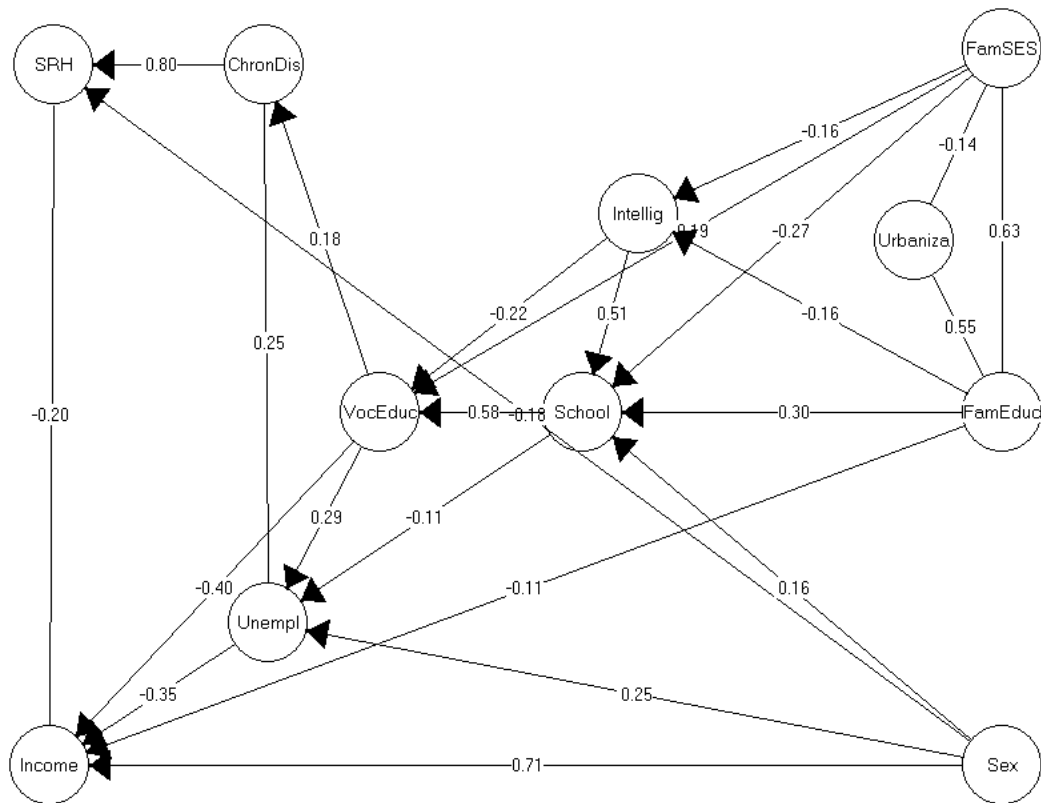 FamSES
SRH
0.80
ChronDis
-0.16
-0.14
Intellig
0.18
0.19
-0.27
Urbaniza
0.63
-0.22
0.51
-0.16
0.55
0.25
-0.20
VocEduc
0.58
-0.18
School
0.30
FamEduc
0.29
-0.11
-0.40
-0.11
0.16
Unempl
-0.35
0.25
Income
-0.71
Sex